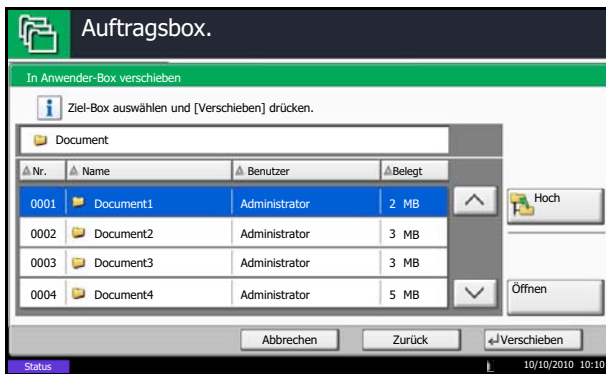 Auftragsbox.
In Anwender-Box verschieben
Ziel-Box auswählen und [Verschieben] drücken.
Document
Nr. Name Benutzer Belegt
0001 Document1 Administrator 2 MB
0002 Document2 Administrator 3 MB
0003 Document3 Administrator 3 MB
0004 Document4 Administrator 5 MB
Hoch
Öffnen
Abbrechen Zurück Verschieben
Status 10/10/2010 10:10